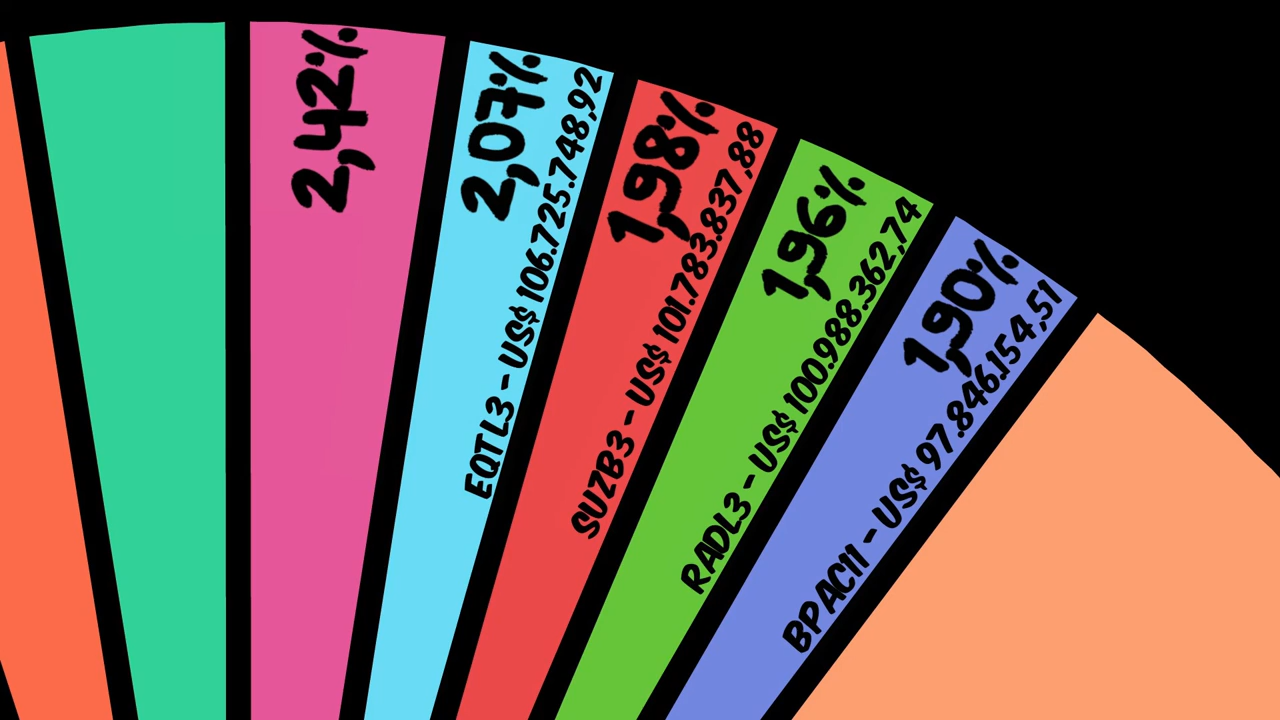 2,42%
2,07%
EQTL3 - US$ 106.725.748,92
1,98%
SUZB3 - US$ 101.783.837,88
1,96%
RADL3 - US$ 100.988.362,74
1,90%
BPAC11 - US$ 97.846.154,51